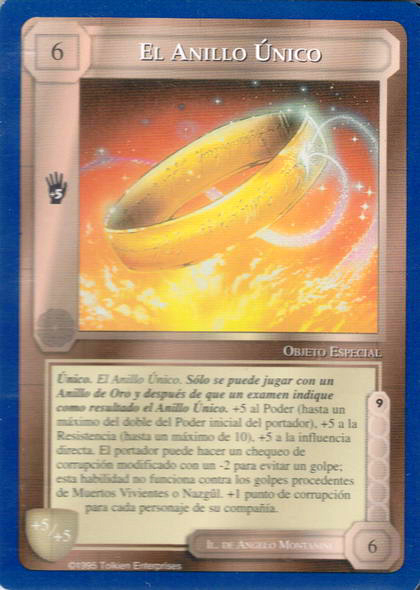 6
EL ANILLO ÚNICO
+5
OBJETO ESPECIAL
Único. El Anillo Único. Sólo se puede jugar con un
Anillo de Oro y después de que un examen indique
como resultado el Anillo Único. +5 al Poder (hasta un
máximo del doble del Poder inicial del portador), +5 a la
Resistencia (hasta un máximo de 10), +5 a la influencia
directa. El portador puede hacer un chequeo de
corrupción modificado con un -2 para evitar un golpe;
esta habilidad no funciona contra los golpes procedentes
de Muertos Vivientes o Nazgûl. +1 punto de corrupción
para cada personaje de su compañía.
9
+5/+5
IL. DE ANGELO MONTANINI
6
©1995 Tolkien Enterprises